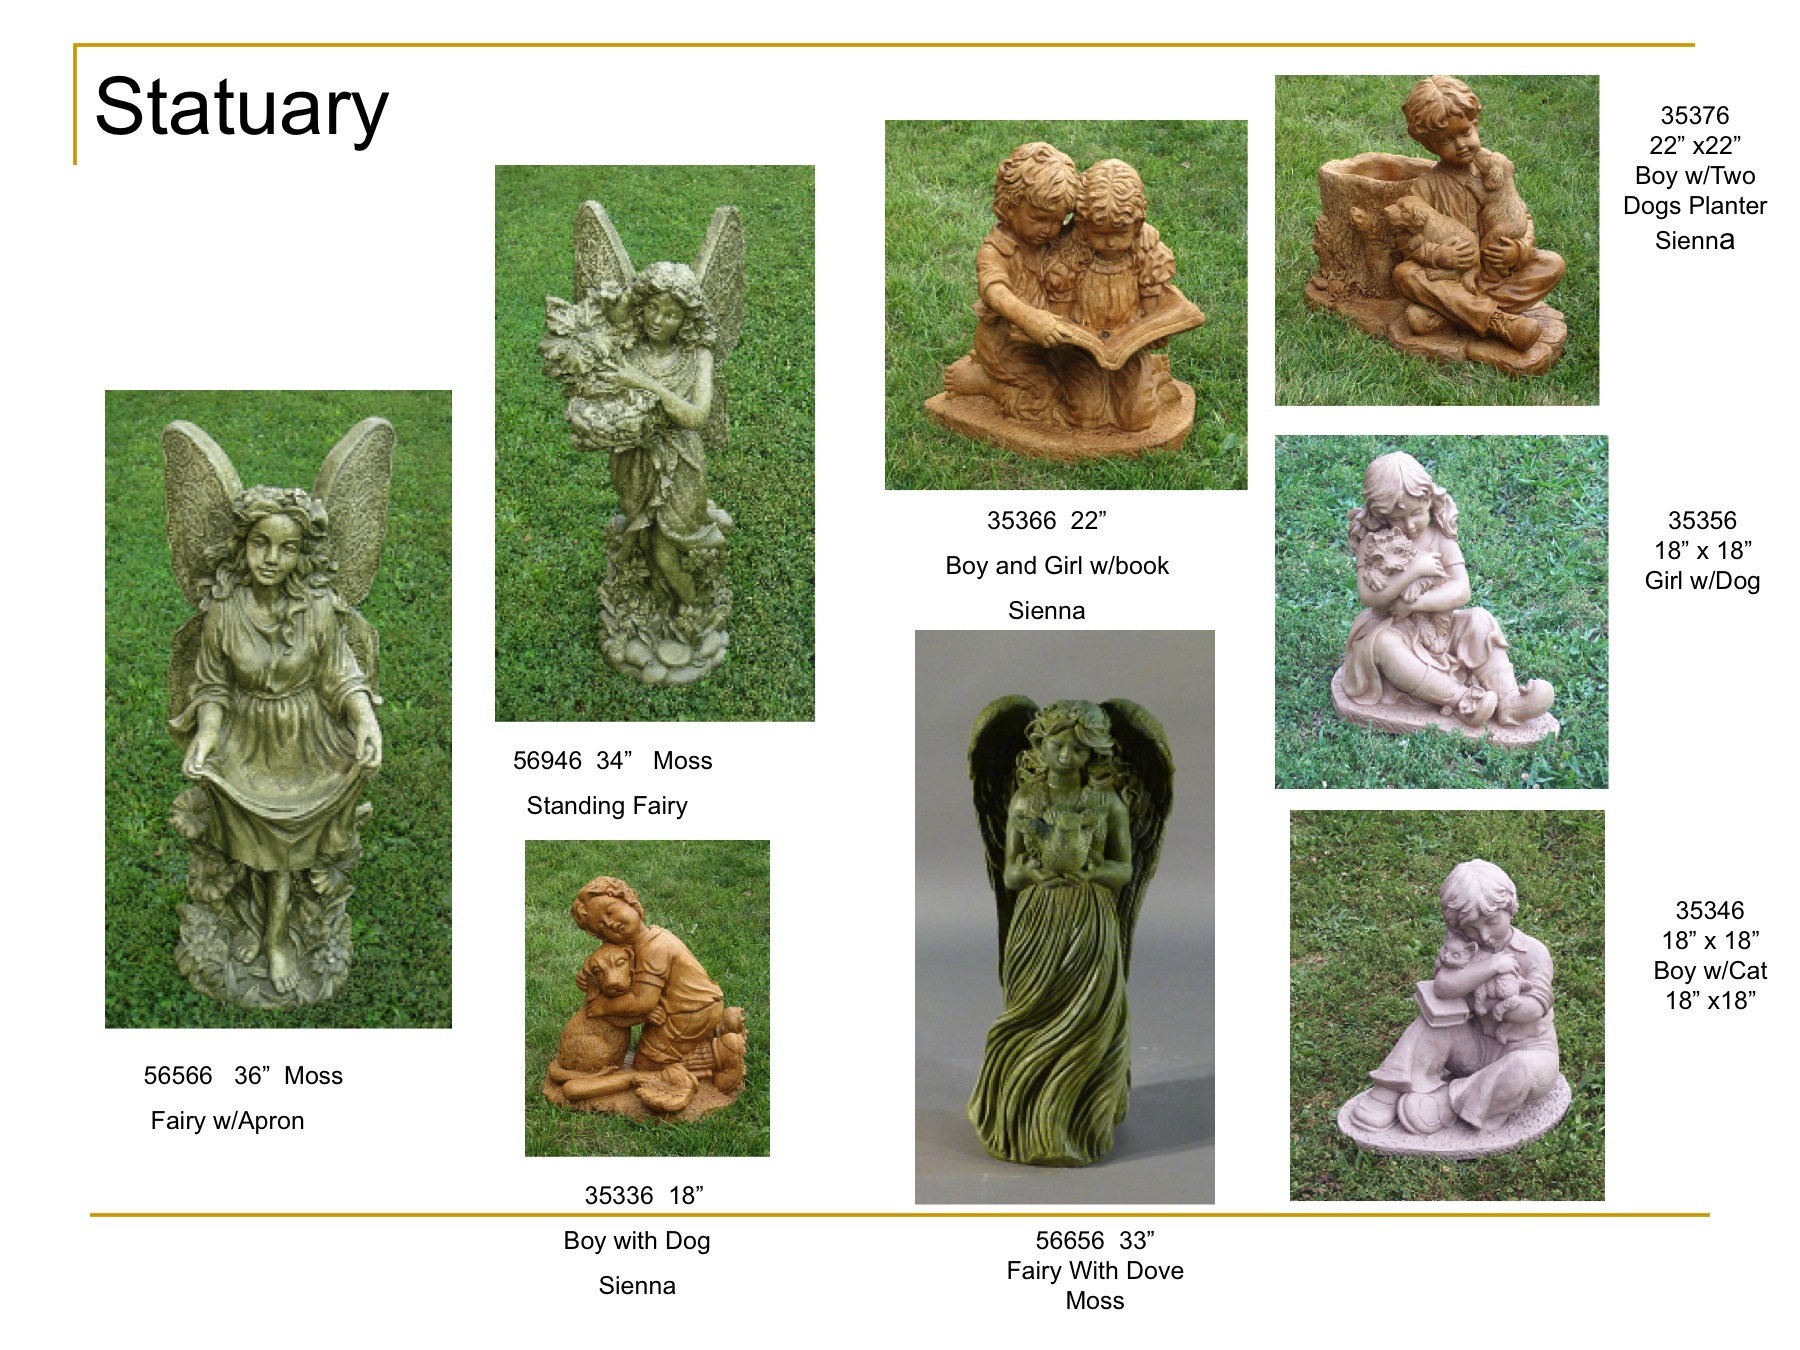 Statuary
56566 36” Moss
Fairy w/Apron
56946 34” Moss
Standing Fairy
35336 18”
Boy with Dog
Sienna
35366 22”
Boy and Girl w/book
Sienna
56656 33”
Fairy With Dove
Moss
35376
22” x22”
Boy w/Two
Dogs Planter
Sienna
35356
18” x 18”
Girl w/Dog
35346
18” x 18”
Boy w/Cat
18” x18”